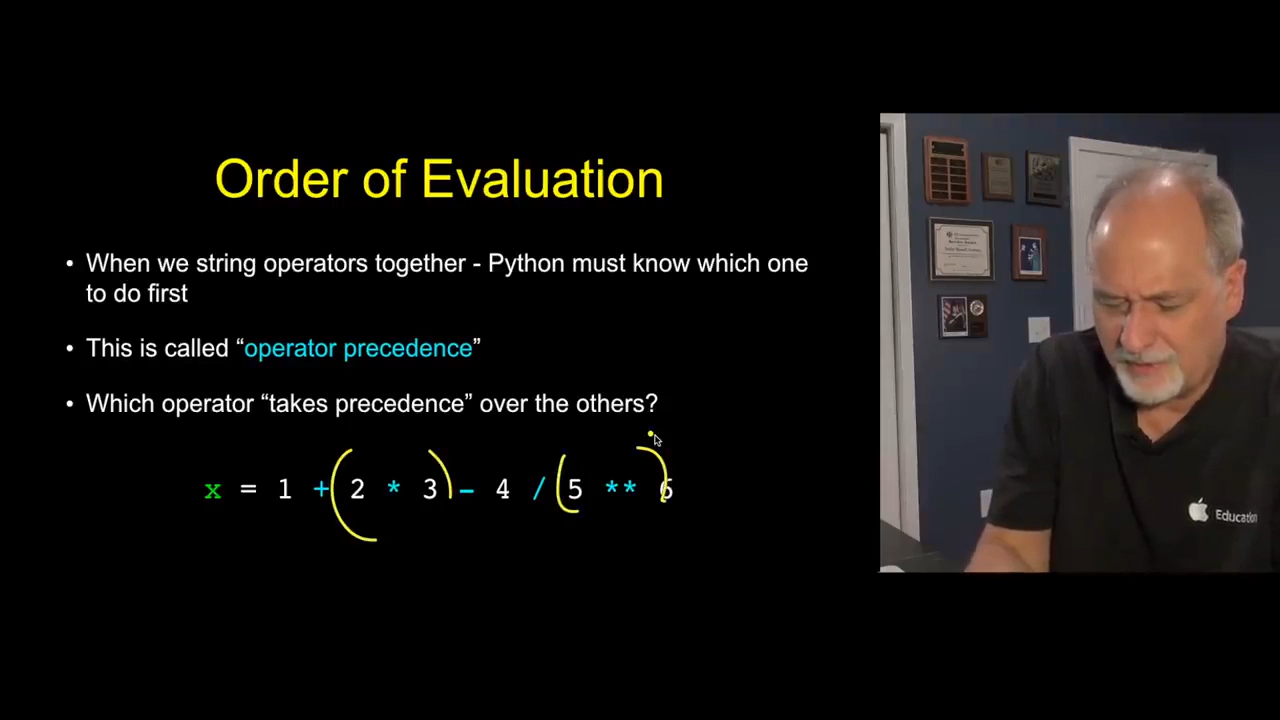 Order of Evaluation
• When we string operators together - Python must know which one
to do first
• This is called “operator precedence”
• Which operator “takes precedence” over the others?
x = 1 +(2 * 3)- 4 /(5 ** 6)
Education